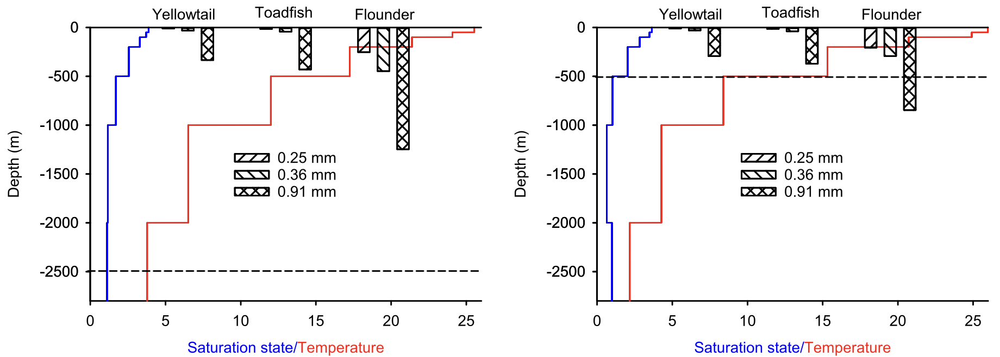 Yellowtail Toadfish Flounder
0
-500
-1000
-1500
-2000
-2500
Depth (m)
0.25 mm
0.36 mm
0.91 mm
0 5 10 15 20 25
Saturation state/Temperature
Yellowtail Toadfish Flounder
0
-500
-1000
-1500
-2000
-2500
Depth (m)
0.25 mm
0.36 mm
0.91 mm
0 5 10 15 20 25
Saturation state/Temperature